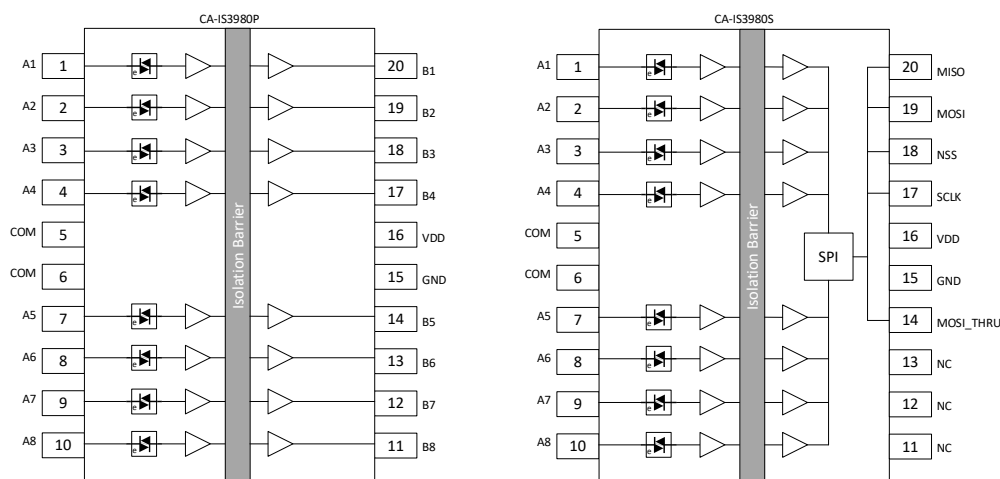 CA-IS3980P
A1 1 20 B1
A2 2 19 B2
A3 3 18 B3
A4 4 17 B4
COM 5 16 VDD
COM 6 15 GND
A5 7 14 B5
A6 8 13 B6
A7 9 12 B7
A8 10 11 B8
e
e
e
e
e
e
e
e
Isolation Barrier
CA-IS3980S
A1 1 20 MISO
A2 2 19 MOSI
A3 3 18 NSS
A4 4 17 SCLK
COM 5 16 VDD
SPI
COM 6 15 GND
A5 7 14 MOSI_THRU
A6 8 13 NC
A7 9 12 NC
A8 10 11 NC
e
e
e
e
e
e
e
e
Isolation Barrier